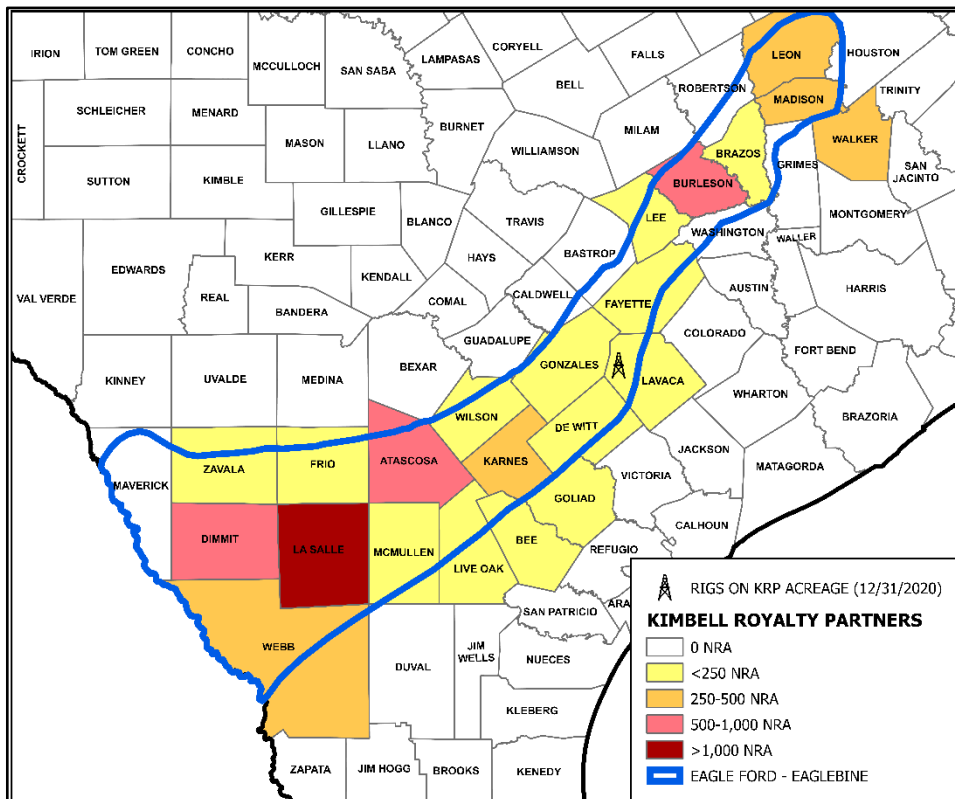 IRION
TOM GREEN
CONCHO
MCCULLOCH
SAN SABA
LAMPASAS
CORYELL
FALLS
LEON
HOUSTON
BELL
ROBERTSON
TRINITY
SCHLEICHER
MENARD
MADISON
CROCKETT
MASON
LLANO
BURNET
MILAM
WALKER
WILLIAMSON
BRAZOS
SUTTON
KIMBLE
GRIMES
SAN
JACINTO
BURLESON
GILLESPIE
BLANCO
TRAVIS
LEE
MONTGOMERY
WASHINGTON
WALLER
EDWARDS
KERR
HAYS
BASTROP
VAL VERDE
REAL
KENDALL
BANDERA
COMAL
CALDWELL
FAYETTE
AUSTIN
HARRIS
GUADALUPE
COLORADO
FORT BEND
KINNEY
UVALDE
MEDINA
BEXAR
GONZALES
LAVACA
WHARTON
BRAZORIA
WILSON
DE WITT
ZAVALA
FRIO
ATASCOSA
KARNES
JACKSON
MATAGORDA
MAVERICK
VICTORIA
GOLIAD
DIMMIT
LA SALLE
MCMULLEN
BEE
CALHOUN
REFUGIO
LIVE OAK
SAN PATRICIO
ARA
WEBB
DUVAL
JIM
WELLS
NUECES
KLEBERG
ZAPATA
JIM HOGG
BROOKS
KENEDY
RIGS ON KRP ACREAGE (12/31/2020)
KIMBELL ROYALTY PARTNERS
0 NRA
<250 NRA
250-500 NRA
500-1,000 NRA
>1,000 NRA
EAGLE FORD - EAGLEBINE